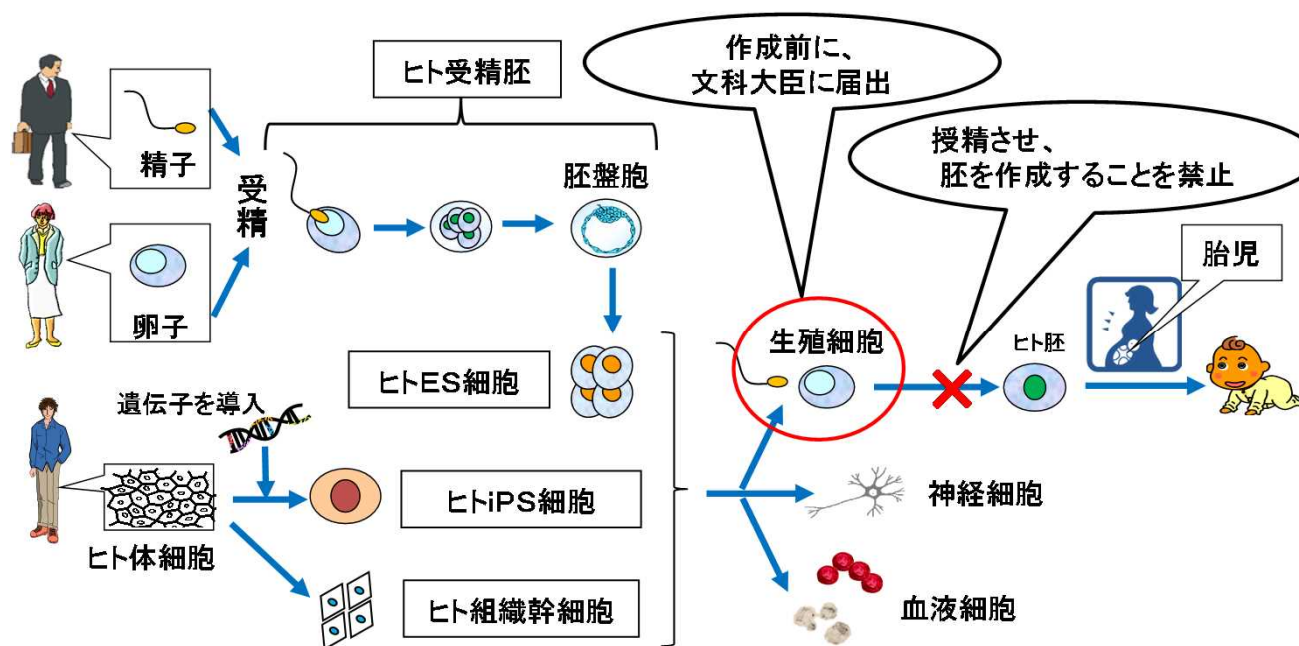 作成前に、
文科大臣に届出
ヒト受精胚
授精させ、
胚を作成することを禁止
精子
受精
胚盤胞
胎児
卵子
生殖細胞
ヒト胚
ヒトES細胞
遺伝子を導入
ヒトiPS細胞
神経細胞
ヒト体細胞
ヒト組織幹細胞
血液細胞